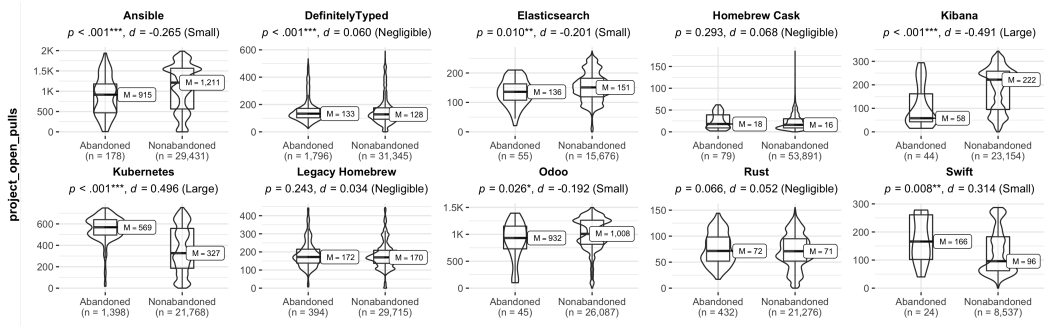 project_open_pulls
Ansible
p < .001***, d = -0.265 (Small)
2K
1.5K
1K
500
0
M = 915
M = 1,211
Abandoned
(n = 178)
Nonabandoned
(n = 29,431)
DefinitelyTyped
p < .001***, d = 0.060 (Negligible)
600
400
200
0
M = 133
M = 128
Abandoned
(n = 1,796)
Nonabandoned
(n = 31,345)
Elasticsearch
p = 0.010**, d = -0.201 (Small)
200
100
0
M = 136
M = 151
Abandoned
(n = 55)
Nonabandoned
(n = 15,676)
Homebrew Cask
p = 0.293, d = 0.068 (Negligible)
150
100
50
0
M = 18
M = 16
Abandoned
(n = 79)
Nonabandoned
(n = 53,891)
Kibana
p < .001***, d = -0.491 (Large)
300
200
100
0
M = 58
M = 222
Abandoned
(n = 44)
Nonabandoned
(n = 23,154)
Kubernetes
p < .001***, d = 0.496 (Large)
600
400
200
0
M = 569
M = 327
Abandoned
(n = 1,398)
Nonabandoned
(n = 21,768)
Legacy Homebrew
p = 0.243, d = 0.034 (Negligible)
400
300
200
100
0
M = 172
M = 170
Abandoned
(n = 394)
Nonabandoned
(n = 29,715)
Odoo
p = 0.026*, d = -0.192 (Small)
1.5K
1K
500
0
M = 932
M = 1,008
Abandoned
(n = 45)
Nonabandoned
(n = 26,087)
Rust
p = 0.066, d = 0.052 (Negligible)
150
100
50
0
M = 72
M = 71
Abandoned
(n = 432)
Nonabandoned
(n = 21,276)
Swift
p = 0.008**, d = 0.314 (Small)
300
200
100
0
M = 166
M = 96
Abandoned
(n = 24)
Nonabandoned
(n = 8,537)